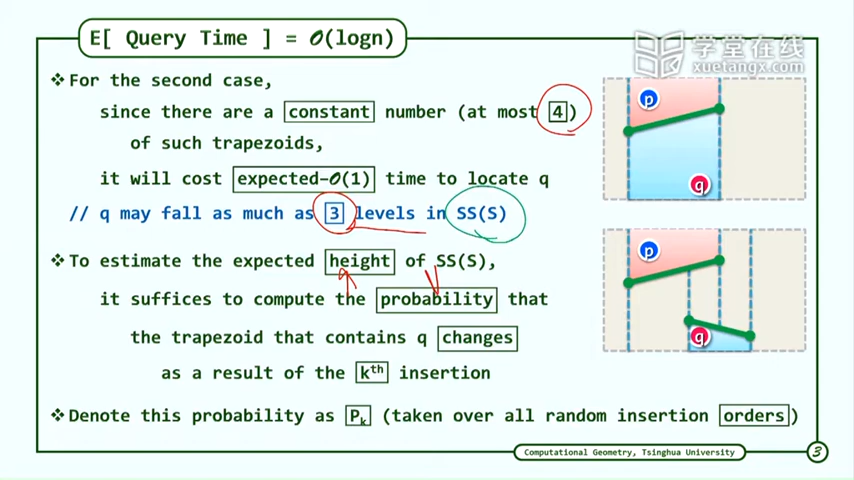 E[ Query Time ] = O(logn)
学堂在线
xuetangx.com
❖For the second case,
since there are a constant number (at most 4)
of such trapezoids,
it will cost expected-O(1) time to locate q
// q may fall as much as 3 levels in SS(S)
❖To estimate the expected height of SS(S),
it suffices to compute the probability that
the trapezoid that contains q changes
as a result of the kth insertion
❖Denote this probability as Pk (taken over all random insertion orders)
p
q
p
q
Computational Geometry, Tsinghua University
3